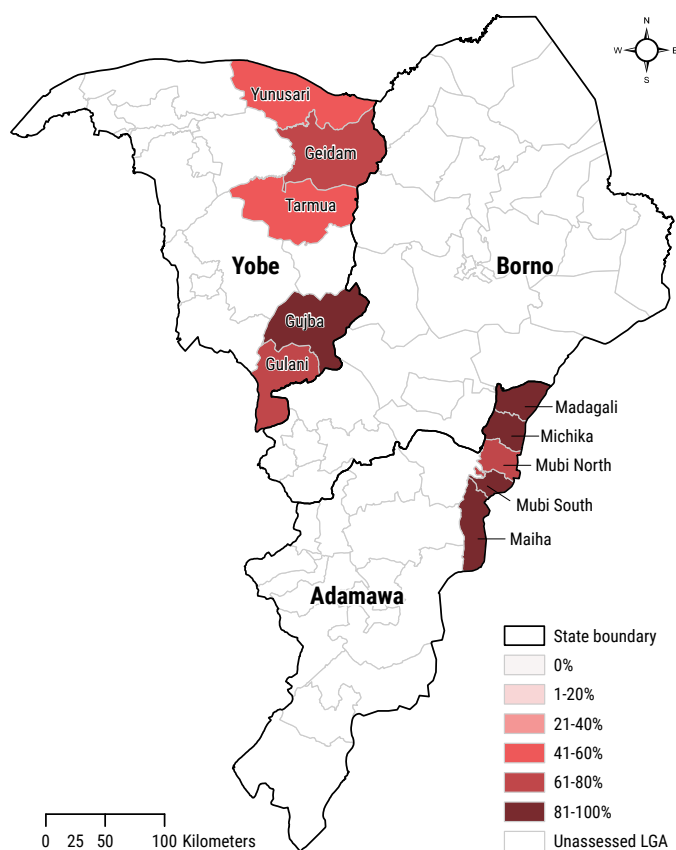 N
W E
S
Yunusari
Geidam
Tarmua
Yobe
Borno
Gujba
Gulani
Madagali
Michika
Mubi North
Mubi South
Maiha
Adamawa
State boundary
0%
1-20%
21-40%
41-60%
61-80%
81-100%
Unassessed LGA
0 25 50 100 Kilometers